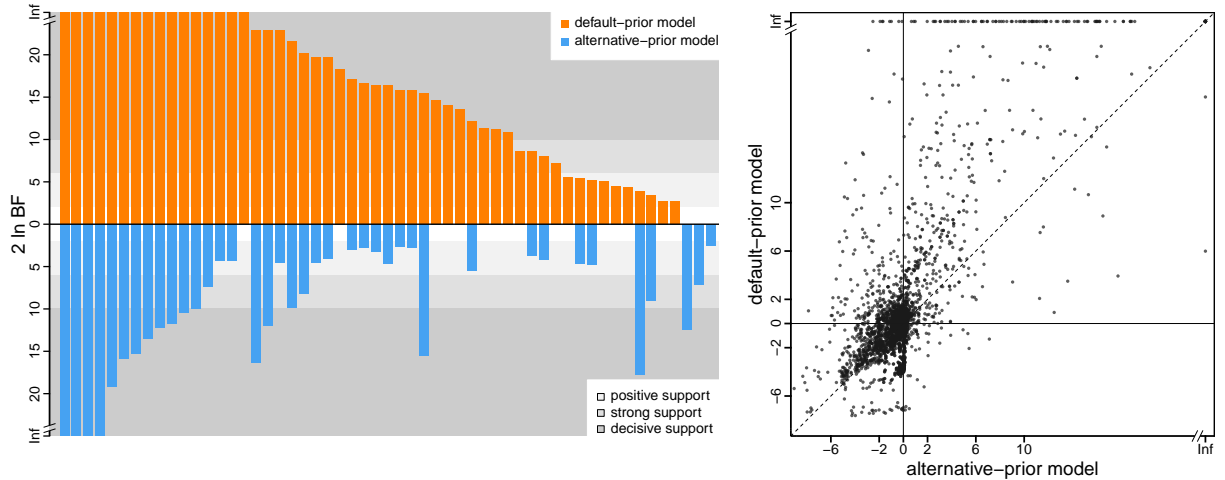 default−prior model
alternative−prior model
Inf
20
15
10
5
0
5
10
15
20
Inf
2 ln BF
positive support
strong support
decisive support
Inf
10
6
2
0
−2
−6
default−prior model
−6
−2
0
2
6
10
Inf
alternative−prior model